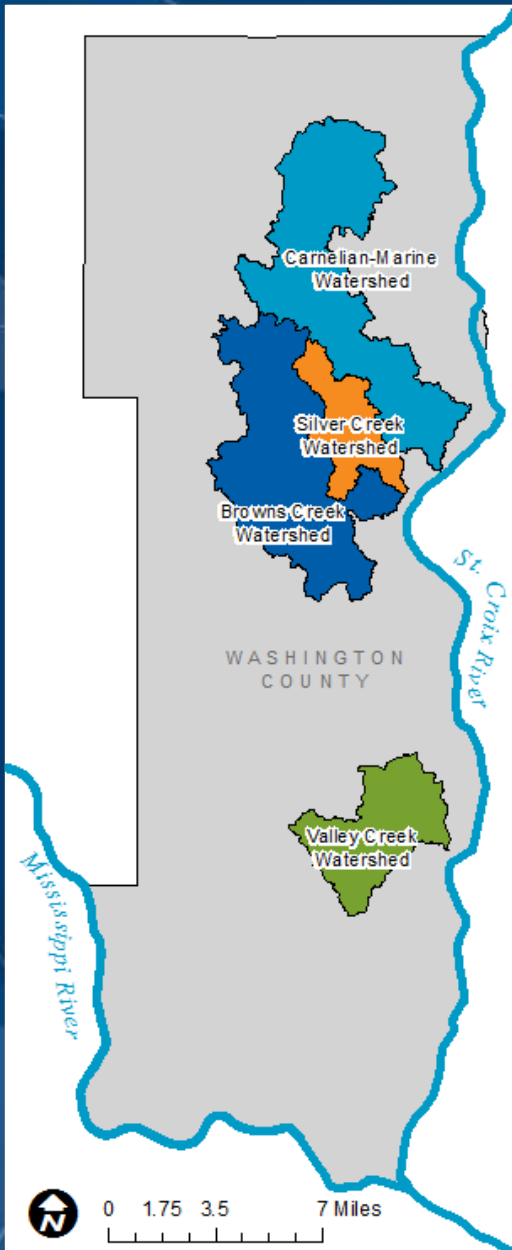 Carnelian-Marine
Watershed
Silver Creek
Watershed
Browns Creek
Watershed
St. Croix River
WASHINGTON
COUNTY
Valley Creek
Watershed
Mississippi River
N 0 1.75 3.5 7 Miles